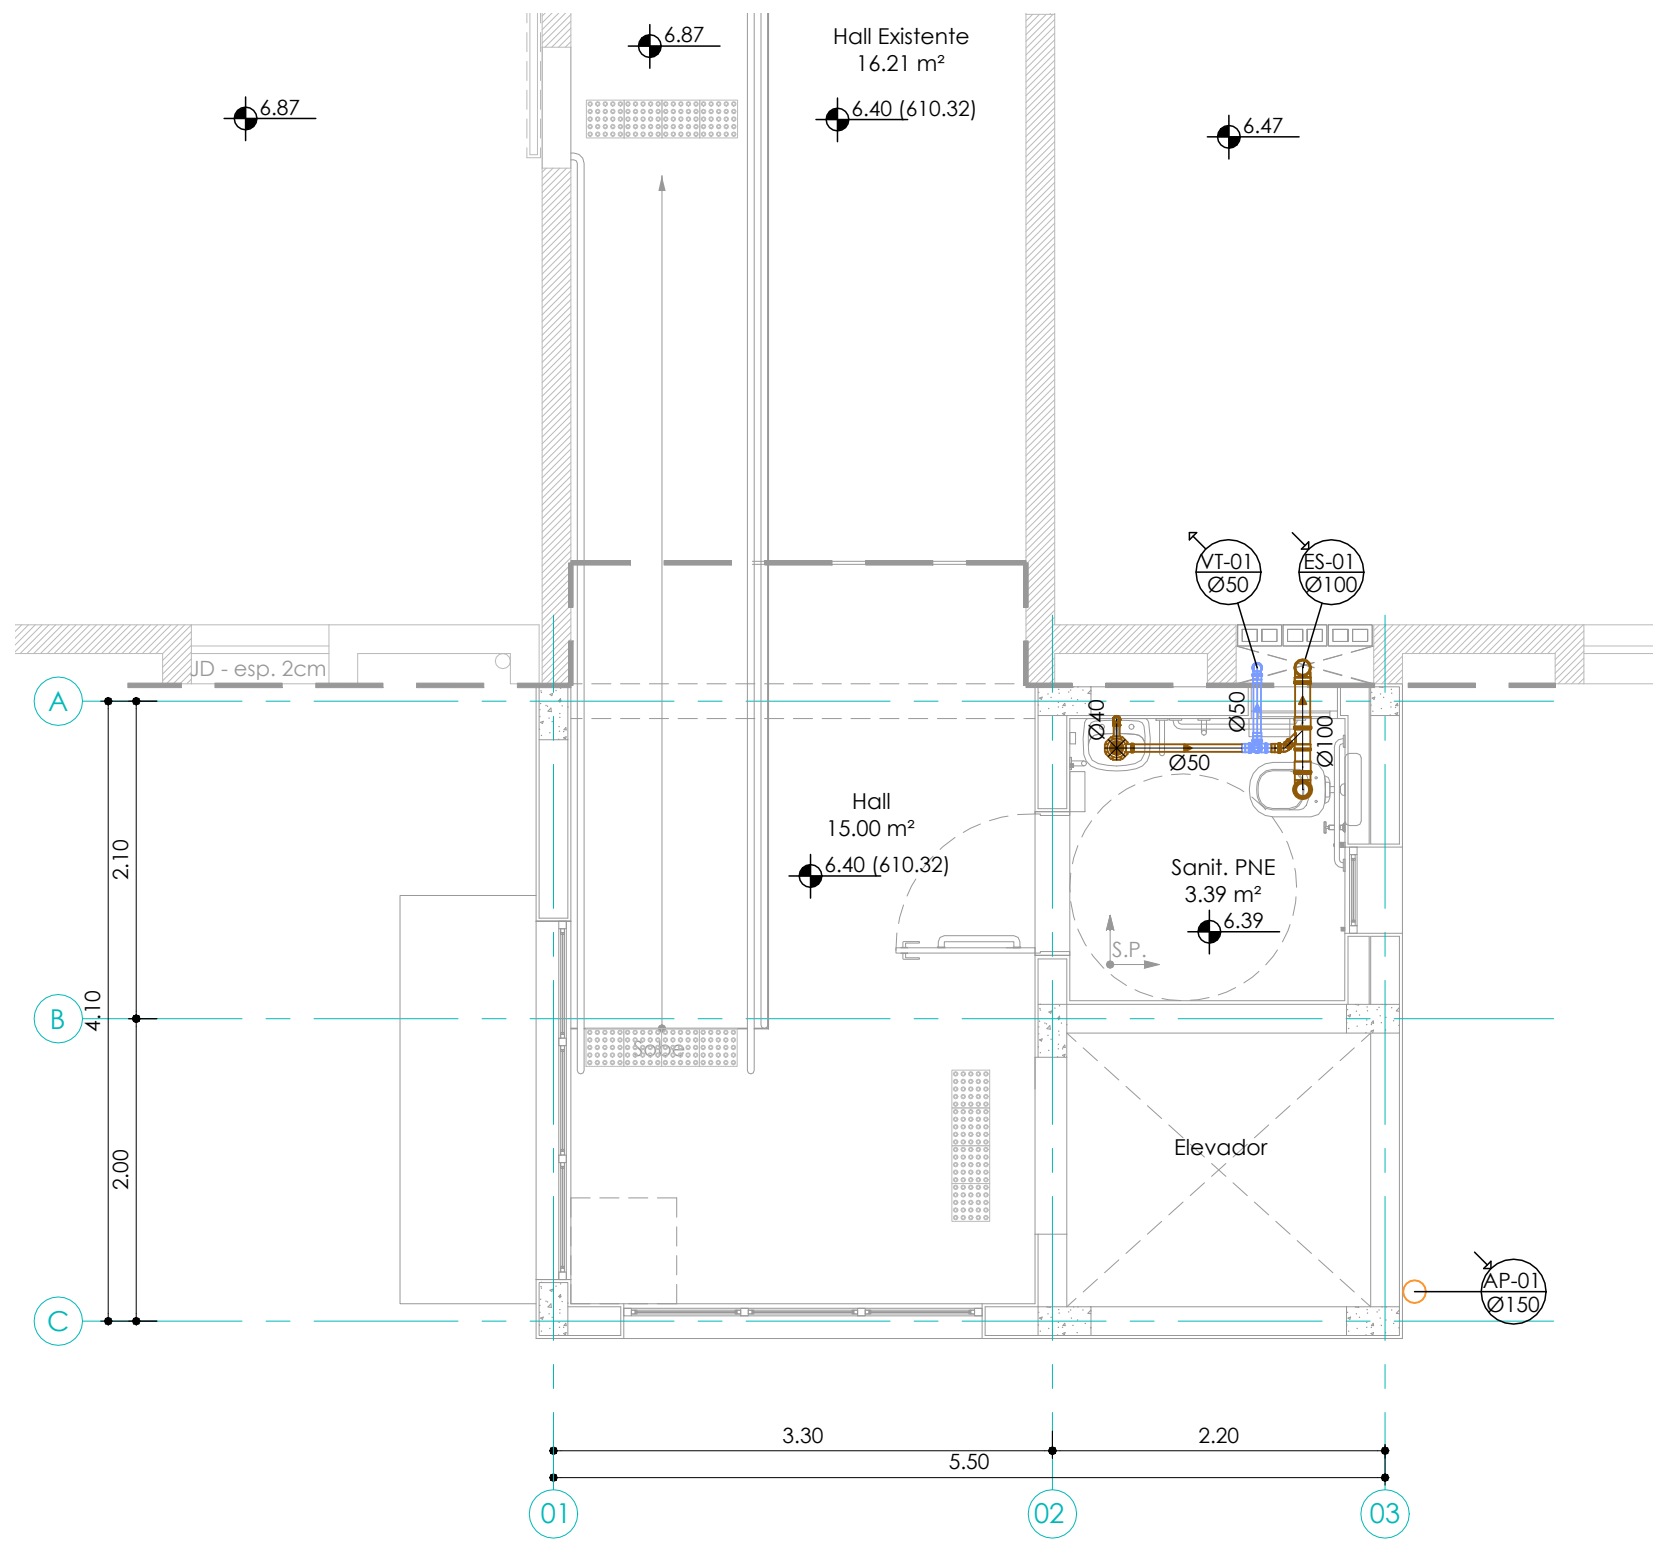 6.87
Hall Existente
16.21 m²
6.87
6.40 (610.32)
6.47
VT-01
Ø50
ES-01
Ø100
JD - esp. 2cm
A
Ø40
Ø50
Ø100
Ø50
Hall
15.00 m²
6.40 (610.32)
2.10
Sanit. PNE
3.39 m²
6.39
S.P.
B
4.10
Sobe
Elevador
2.00
AP-01
Ø150
C
3.30
2.20
5.50
01
02
03